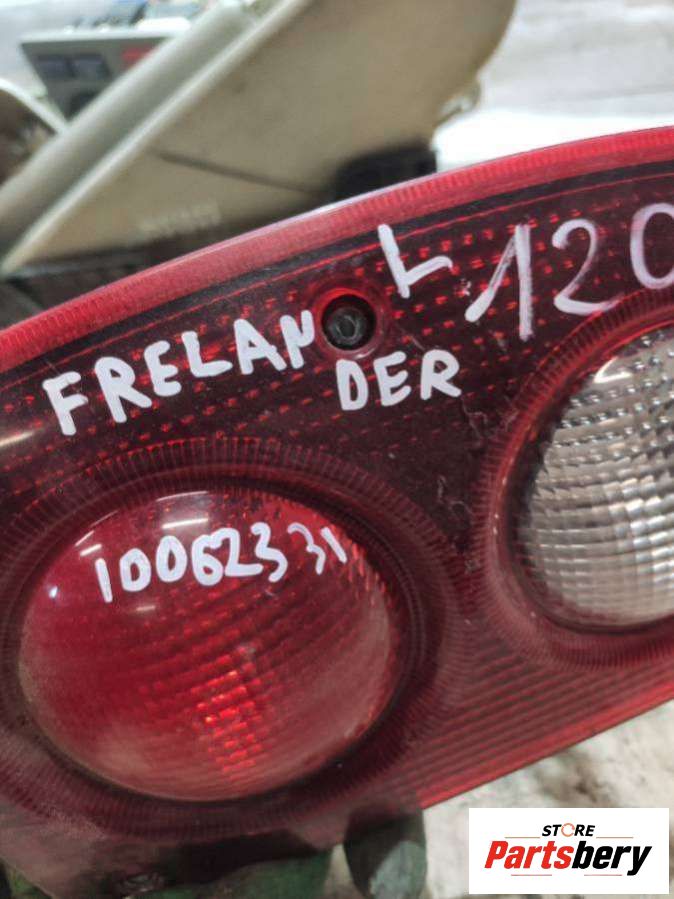 L 120
FRELAN
DER
10062331
STORE
Partsbery